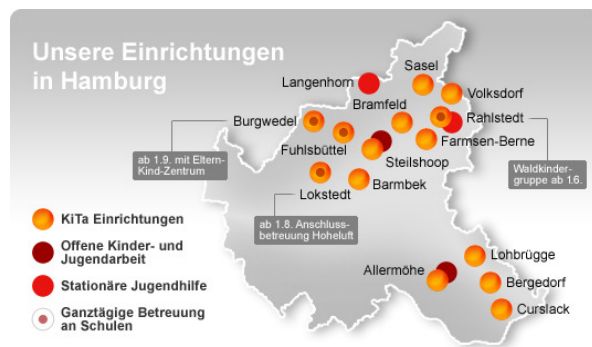 Unsere Einrichtungen
in Hamburg
Sasel
Langenhorn
Volksdorf
Bramfeld
Burgwedel
Rahlstedt
Fuhlsbüttel
Farmsen-Berne
ab 1.9. mit Eltern-
Kind-Zentrum
Steilshoop
Waldkinder-
gruppe ab 1.6.
Barmbek
Lokstedt
ab 1.8. Anschluss-
betreuung Hoheluft
KiTa Einrichtungen
Offene Kinder- und
Jugendarbeit
Stationäre Jugendhilfe
Ganztägige Betreuung
an Schulen
Lohbrügge
Allermöhe
Bergedorf
Curslack